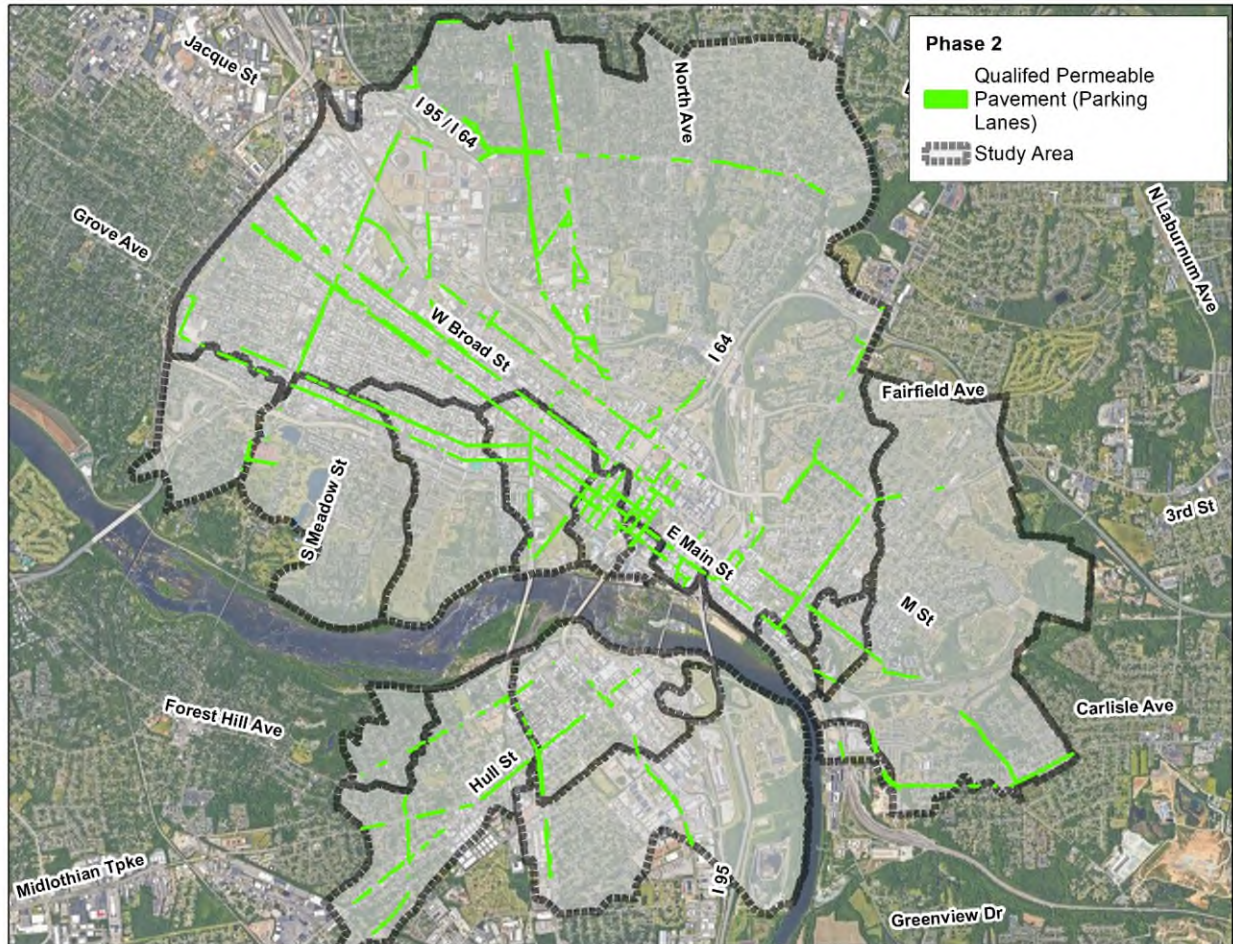 Phase 2
Qualifed Permeable
Pavement (Parking
Lanes)
Study Area
Jacque St
North Ave
I 95 / I 64
N Laburnum Ave
Grove Ave
W Broad St
I 64
Fairfield Ave
3rd St
S Meadow St
E Main St
M St
Forest Hill Ave
Carlisle Ave
Hull St
Midlothian Tpke
I 95
Greenview Dr